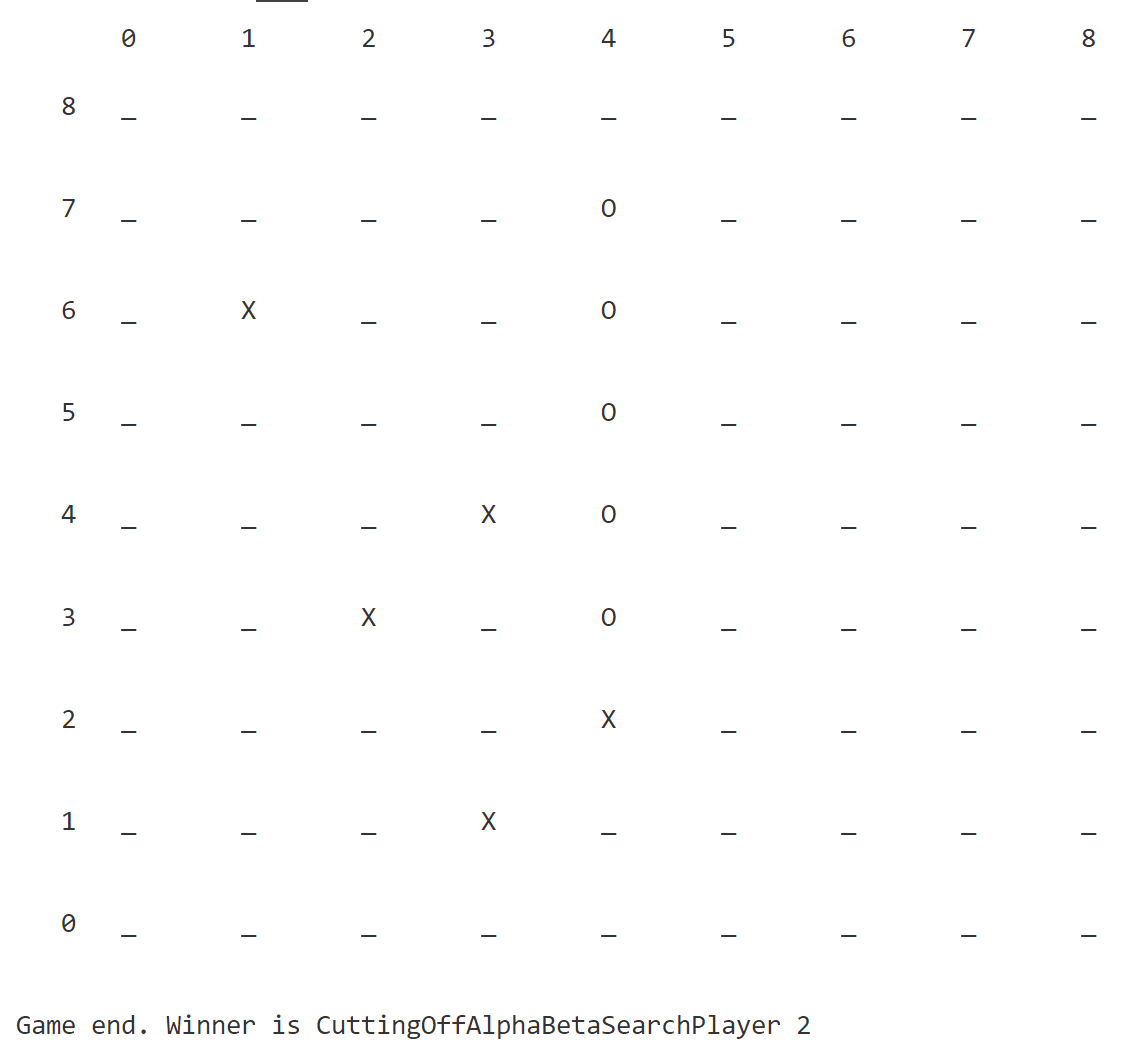 0 1 2 3 4 5 6 7 8
8 _ _ _ _ _ _ _ _ _
7 _ _ _ _ O _ _ _ _
6 _ X _ _ O _ _ _ _
5 _ _ _ _ O _ _ _ _
4 _ _ _ X O _ _ _ _
3 _ _ X _ O _ _ _ _
2 _ _ _ _ X _ _ _ _
1 _ _ _ X _ _ _ _ _
0 _ _ _ _ _ _ _ _ _
Game end. Winner is CuttingOffAlphaBetaSearchPlayer 2